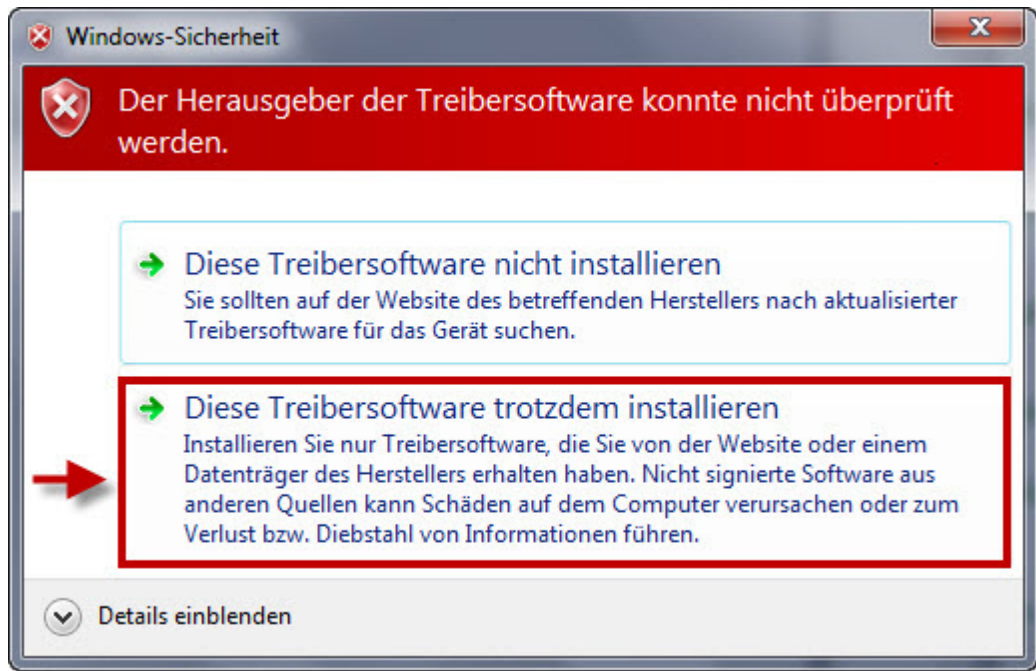 Windows-Sicherheit
Der Herausgeber der Treibersoftware konnte nicht überprüft
werden.
Diese Treibersoftware nicht installieren
Sie sollten auf der Website des betreffenden Herstellers nach aktualisierter
Treibersoftware für das Gerät suchen.
Diese Treibersoftware trotzdem installieren
Installieren Sie nur Treibersoftware, die Sie von der Website oder einem
Datenträger des Herstellers erhalten haben. Nicht signierte Software aus
anderen Quellen kann Schäden auf dem Computer verursachen oder zum
Verlust bzw. Diebstahl von Informationen führen.
Details einblenden